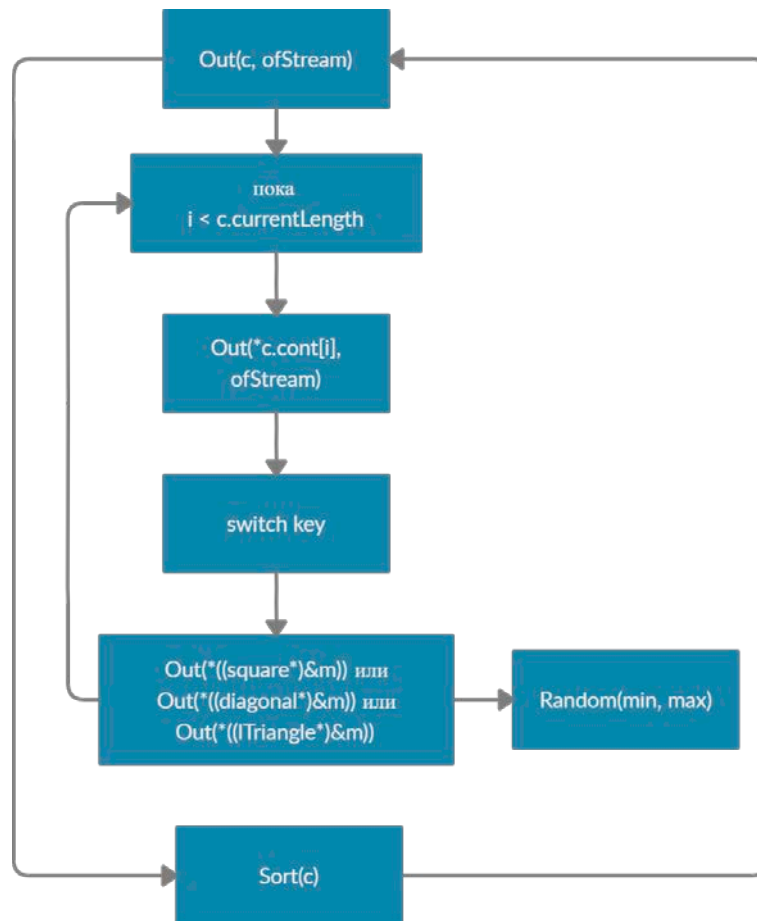 Out(c, ofStream)
пока
i < c.currentLength
Out(*c.cont[i],
ofStream)
switch key
Out(*((square*)&m)) или
Out(*((diagonal*)&m)) или
Out(*((lTriangle*)&m))
Random(min, max)
Sort(c)